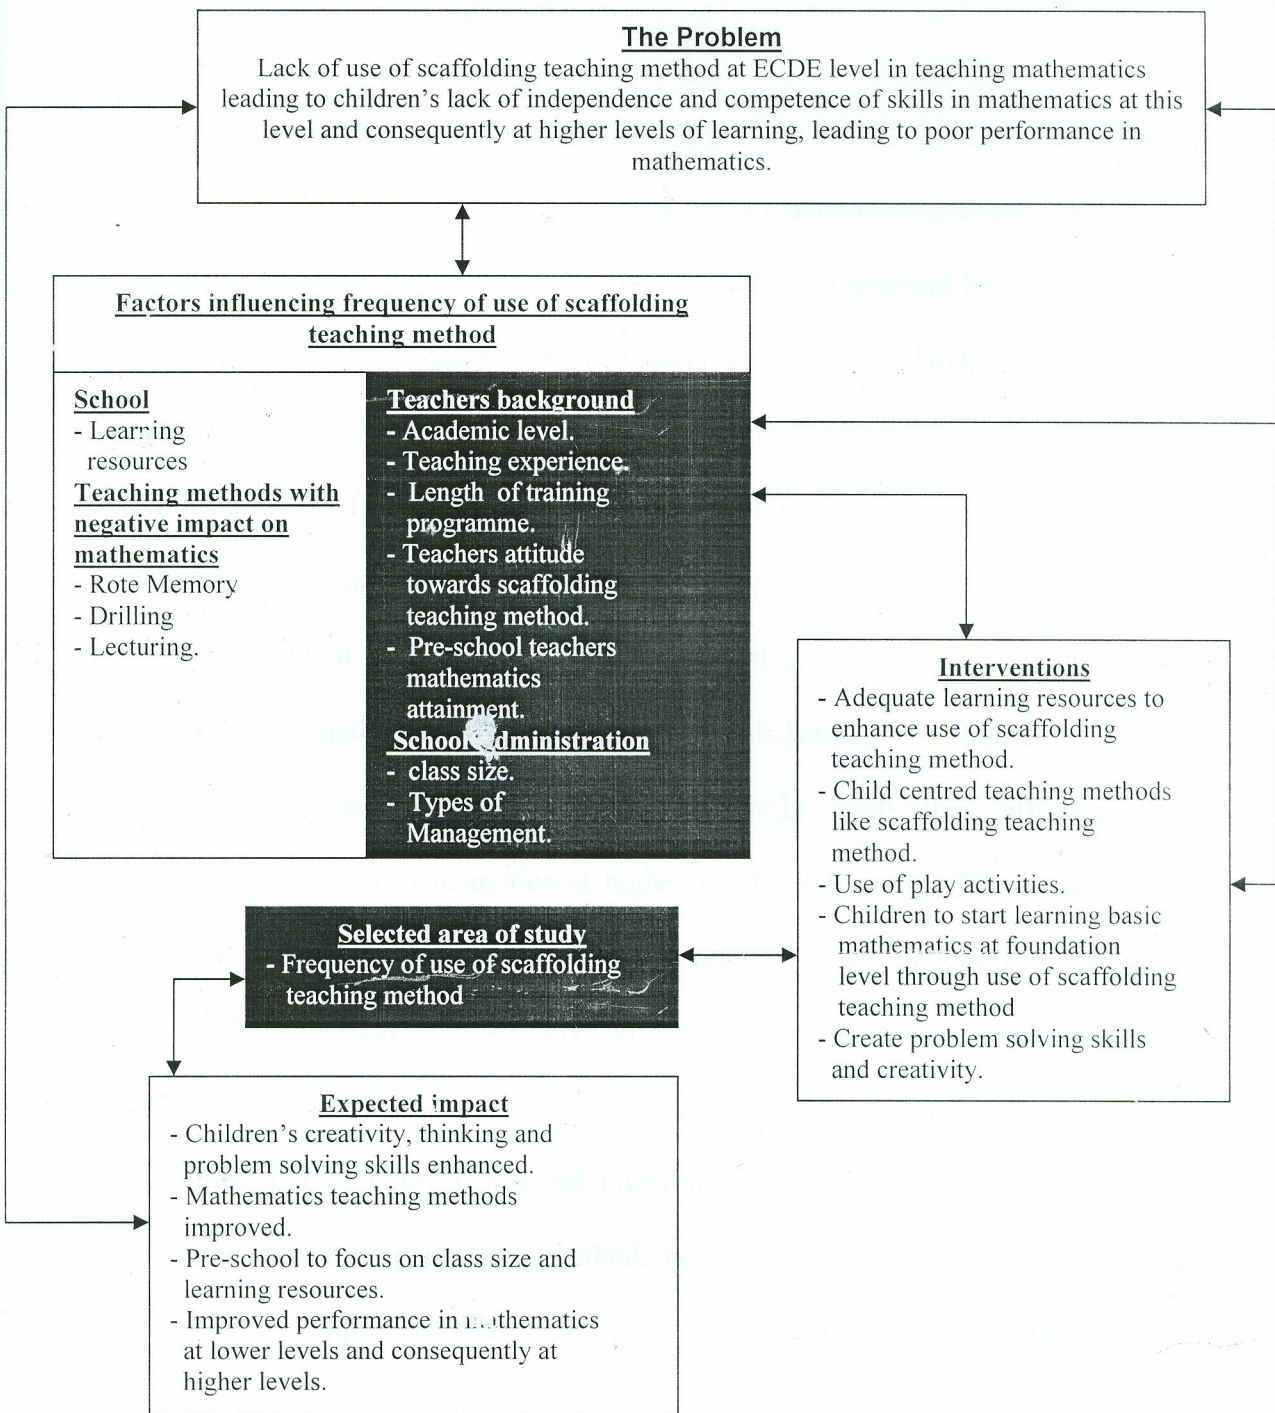 The Problem
Lack of use of scaffolding teaching method at ECDE level in teaching mathematics
leading to children's lack of independence and competence of skills in mathematics at this
level and consequently at higher levels of learning, leading to poor performance in
mathematics.
Factors influencing frequency of use of scaffolding
teaching method
School
- Learning
resources
Teaching methods with
negative impact on
mathematics
- Rote Memory
- Drilling
- Lecturing.
Teachers background
- Academic level.
- Teaching experience.
- Length of training
programme.
- Teachers attitude
towards scaffolding
teaching method.
- Pre-school teachers
mathematics
attainment.
School administration
- class size.
- Types of
Management.
Interventions
- Adequate learning resources to
enhance use of scaffolding
teaching method.
- Child centred teaching methods
like scaffolding teaching
method.
- Use of play activities.
- Children to start learning basic
mathematics at foundation
level through use of scaffolding
teaching method
- Create problem solving skills
and creativity.
Selected area of study
- Frequency of use of scaffolding
teaching method
Expected impact
- Children's creativity, thinking and
problem solving skills enhanced.
- Mathematics teaching methods
improved.
- Pre-school to focus on class size and
learning resources.
- Improved performance in mathematics
at lower levels and consequently at
higher levels.